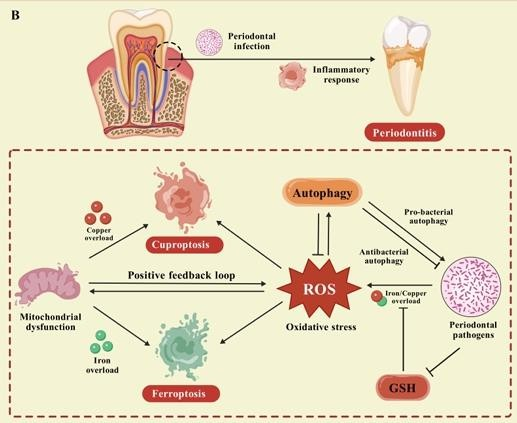 B
Periodontal
infection
Inflammatory
response
Periodontitis
Copper
overload
Cuproptosis
Autophagy
Pro-bacterial
autophagy
Antibacterial
autophagy
Positive feedback loop
ROS
Iron/Copper
overload
Mitochondrial
dysfunction
Oxidative stress
Periodontal
pathogens
Iron
overload
Ferroptosis
GSH